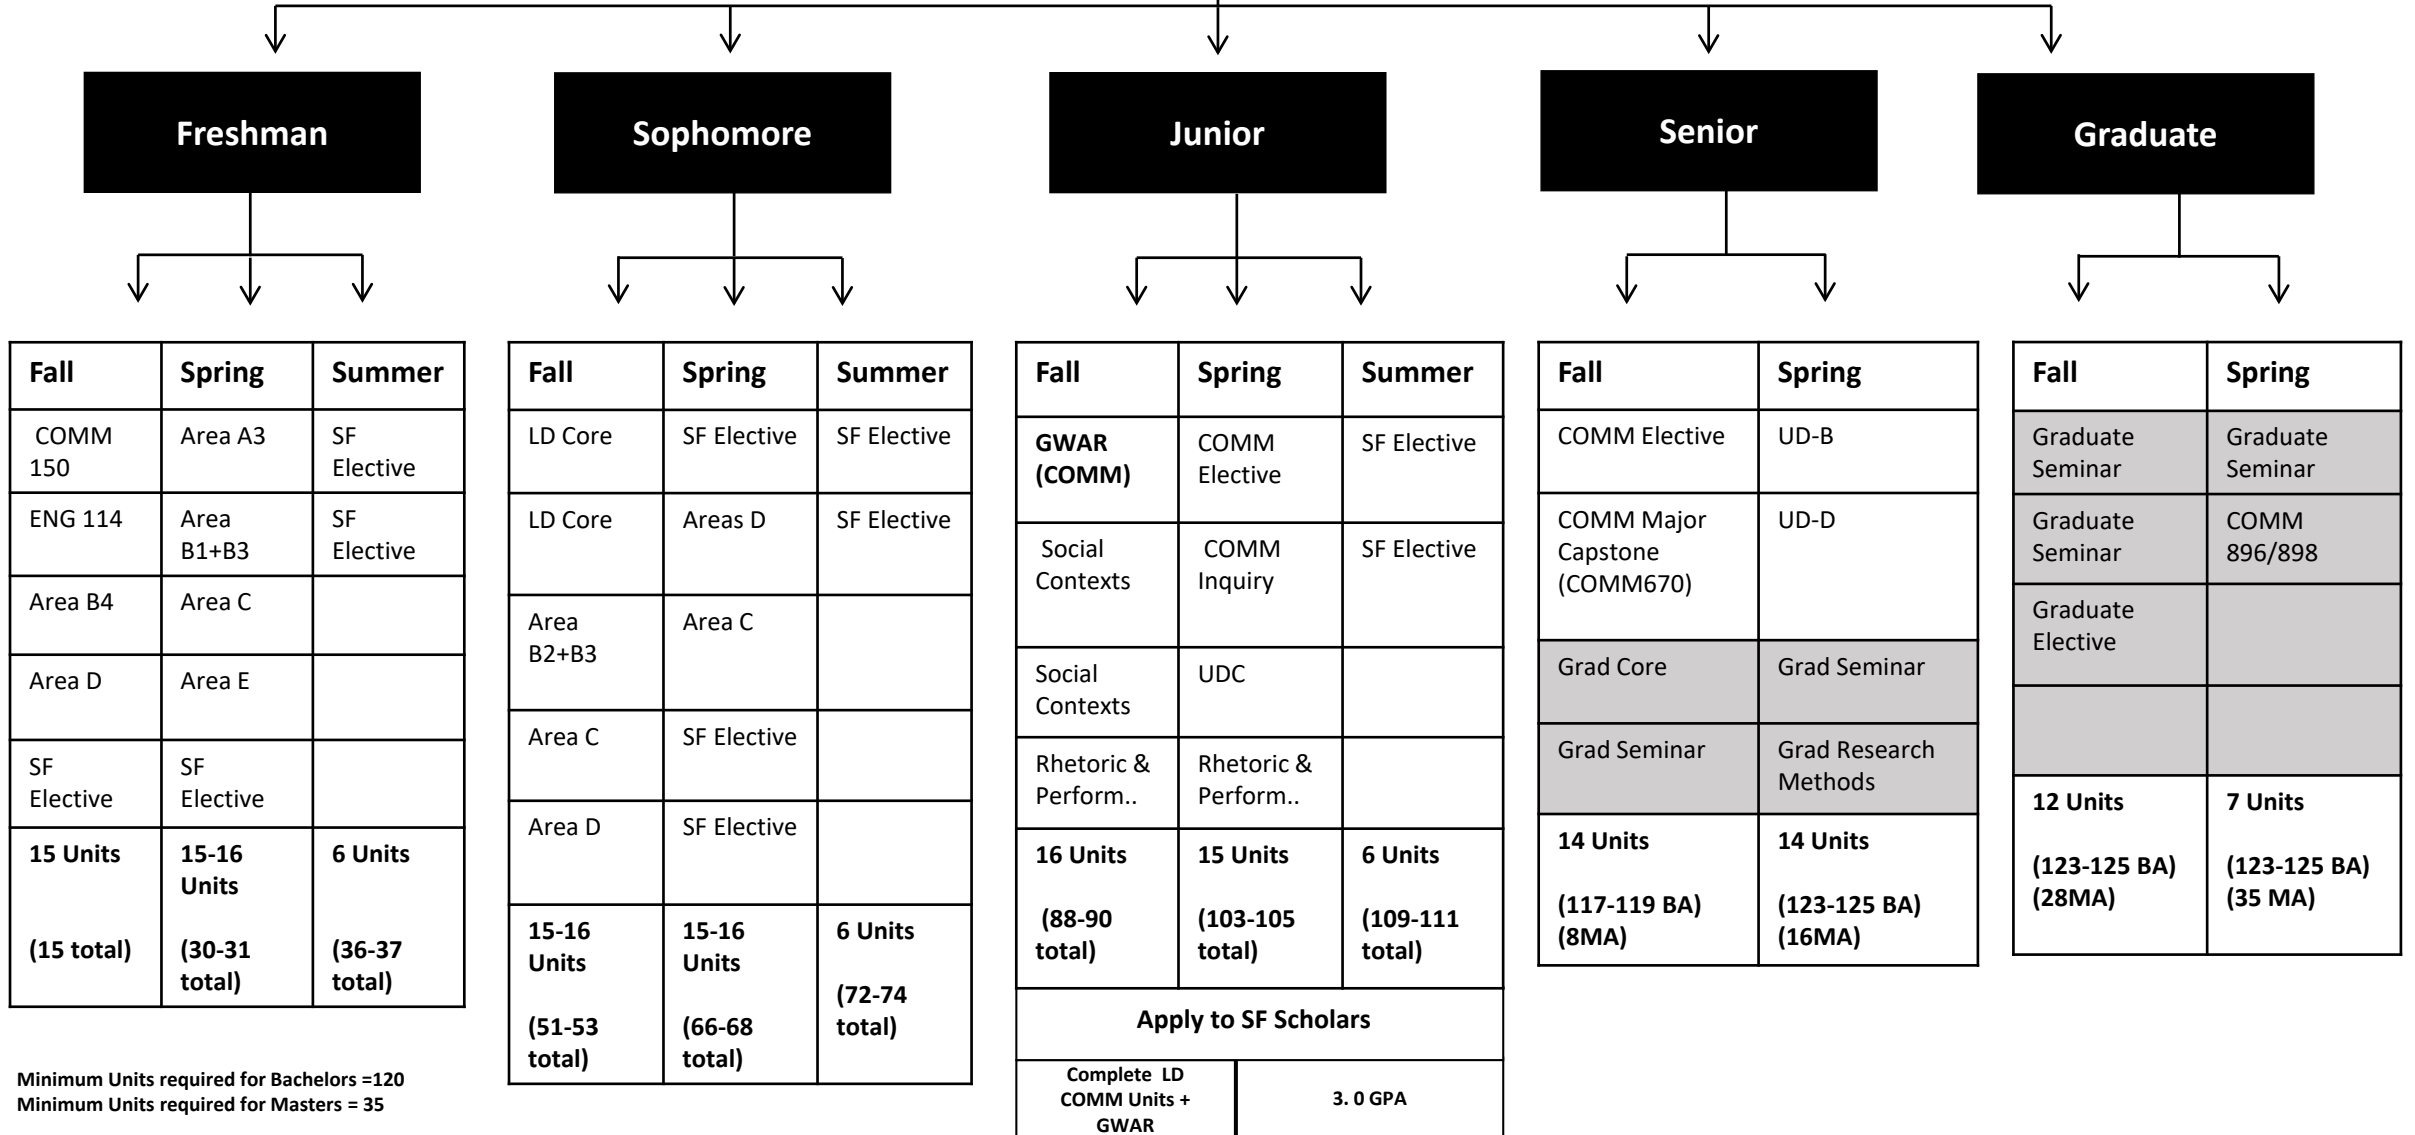 Freshman
Sophomore
Junior
Senior
Graduate
Fall
Spring
Summer
COMM
150
Area A3
SF
Elective
ENG 114
Area
B1+B3
SF
Elective
Area B4
Area C
Area D
Area E
SF
Elective
SF
Elective
15 Units
(15 total)
15-16
Units
(30-31
total)
6 Units
(36-37
total)
Minimum Units required for Bachelors =120
Minimum Units required for Masters = 35
Fall
Spring
Summer
LD Core
SF Elective
SF Elective
LD Core
Areas D
SF Elective
Area
B2+B3
Area C
Area C
SF Elective
Area D
SF Elective
15-16
Units
(51-53
total)
15-16
Units
(66-68
total)
6 Units
(72-74
total)
Fall
Spring
Summer
GWAR
(COMM)
COMM
Elective
SF Elective
Social
Contexts
COMM
Inquiry
SF Elective
Social
Contexts
UDC
Rhetoric &
Perform..
Rhetoric &
Perform..
16 Units
(88-90
total)
15 Units
(103-105
total)
6 Units
(109-111
total)
Apply to SF Scholars
Complete LD
COMM Units +
GWAR
3. 0 GPA
Fall
Spring
COMM Elective
UD-B
COMM Major
Capstone
(COMM670)
UD-D
Grad Core
Grad Seminar
Grad Seminar
Grad Research
Methods
14 Units
(117-119 BA)
(8MA)
14 Units
(123-125 BA)
(16MA)
Fall
Spring
Graduate
Seminar
Graduate
Seminar
Graduate
Seminar
COMM
896/898
Graduate
Elective
12 Units
(123-125 BA)
(28MA)
7 Units
(123-125 BA)
(35 MA)